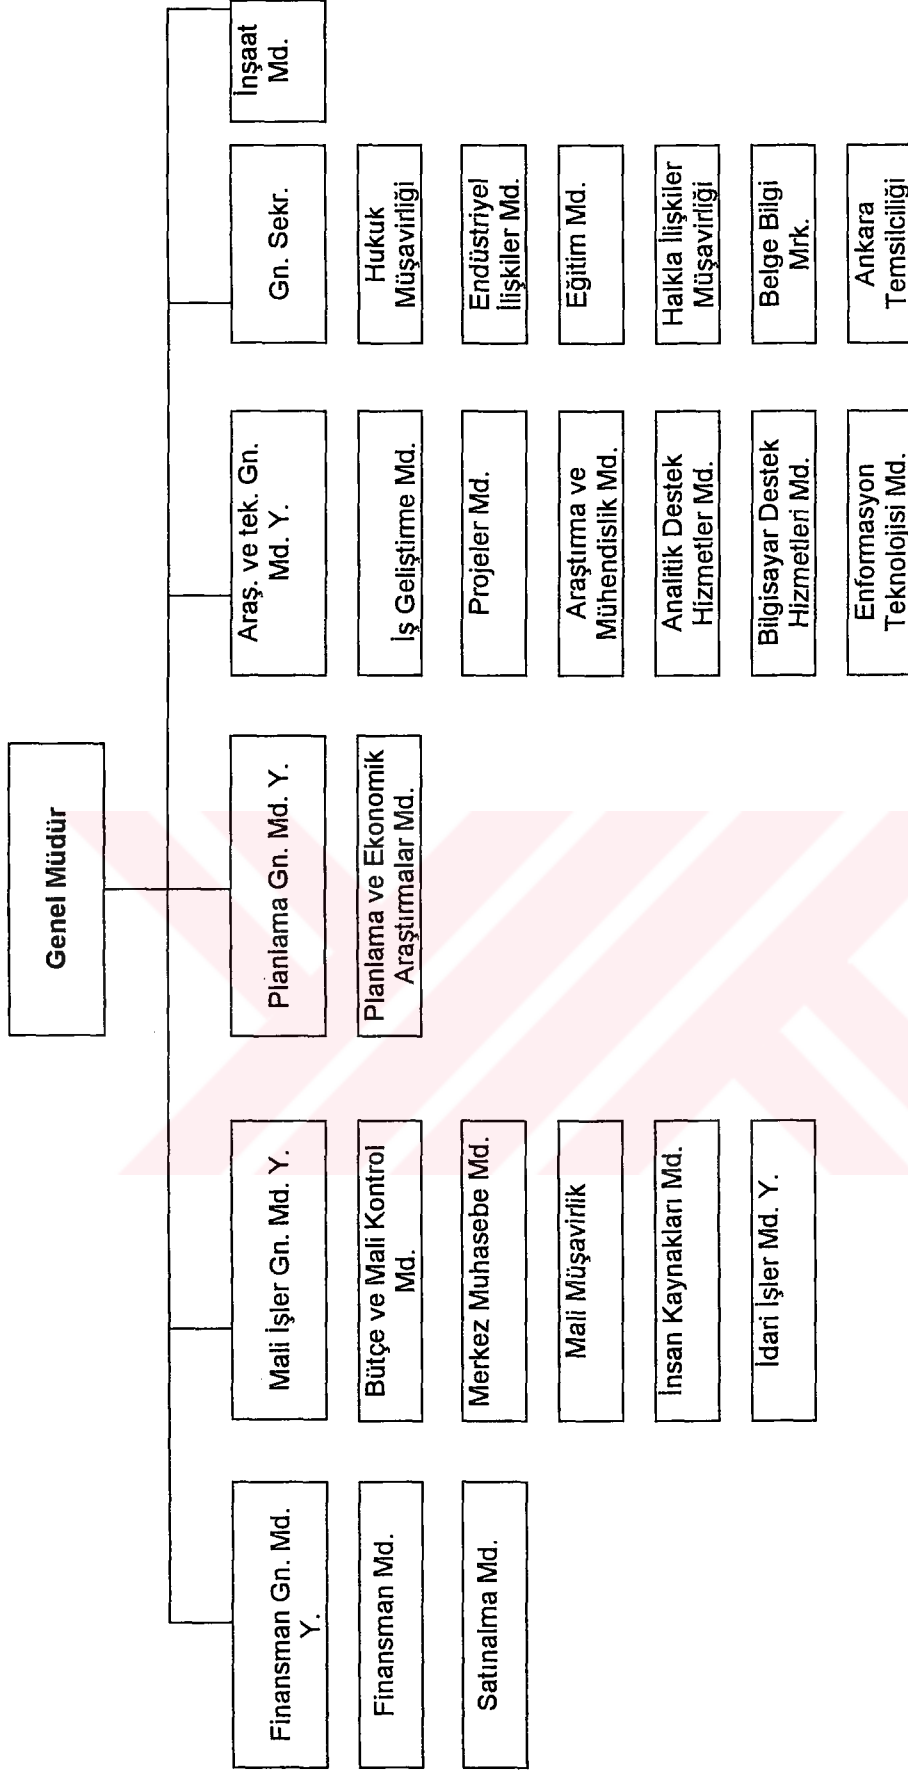 Genel Müdür
Finansman Gn. Md.
Y.
Finansman Md.
Satınalma Md.
Mali İşler Gn. Md. Y.
Bütçe ve Mali Kontrol
Md.
Merkez Muhasebe Md.
Mali Müşavirlik
İnsan Kaynakları Md.
İdari İşler Md. Y.
Planlama Gn. Md. Y.
Planlama ve Ekonomik
Araştırmalar Md.
Araş. ve tek. Gn.
Md. Y.
İş Geliştirme Md.
Projeler Md.
Araştırma ve
Mühendislik Md.
Analitik Destek
Hizmetler Md.
Bilgisayar Destek
Hizmetleri Md.
Enformasyon
Teknolojisi Md.
Gn. Sekr.
Hukuk
Müşavirliği
Endüstriyel
İlişkiler Md.
Eğitim Md.
Halkla İlişkiler
Müşavirliği
Belge Bilgi
Mrk.
Ankara
Temsilciliği
İnşaat
Md.